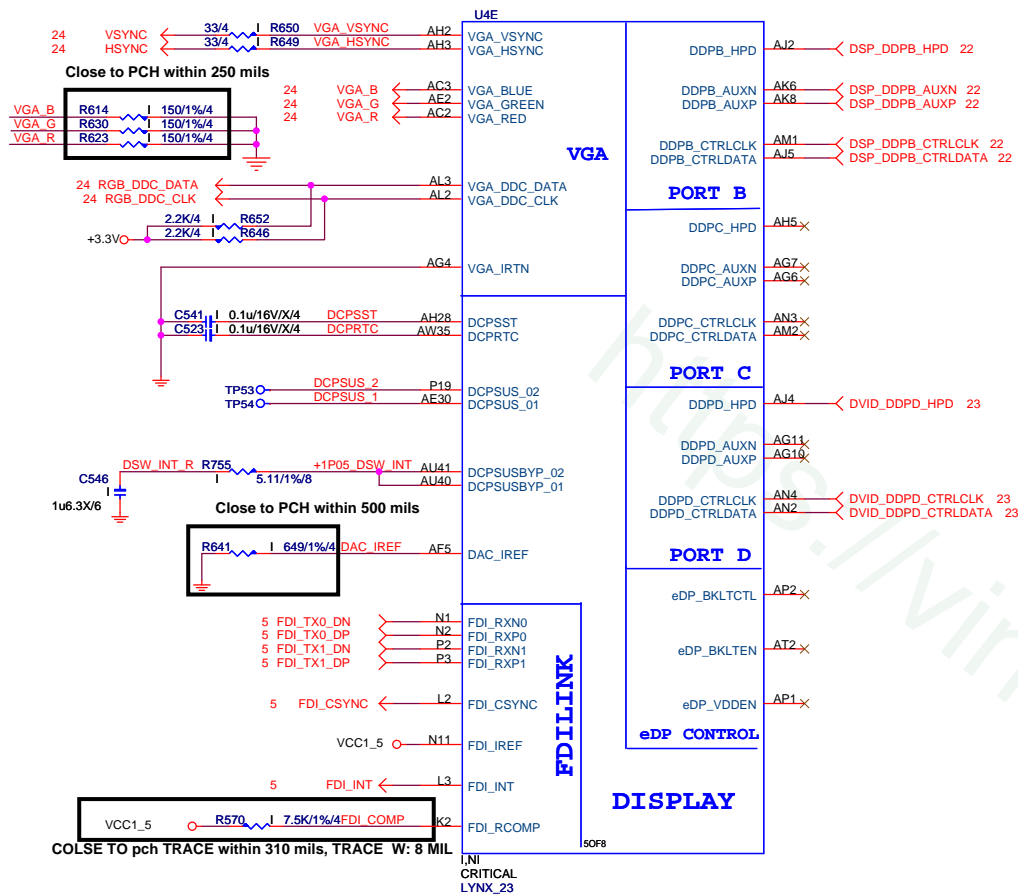 U4E
24 VSYNC 33/4 I R650 VGA_VSYNC AH2 VGA_VSYNC
24 HSYNC 33/4 I R649 VGA_HSYNC AH3 VGA_HSYNC
DDPB_HPD AJ2 DSP_DDPB_HPD 22
Close to PCH within 250 mils
24 VGA_B AC3 VGA_BLUE
24 VGA_G AE2 VGA_GREEN
24 VGA_R AC2 VGA_RED
DDPB_AUXN AK6 DSP_DDPB_AUXN 22
DDPB_AUXP AK8 DSP_DDPB_AUXP 22
VGA_B R614 I 150/1%/4
VGA_G R630 I 150/1%/4
VGA_R R623 I 150/1%/4
DDPB_CTRLCLK AM1 DSP_DDPB_CTRLCLK 22
DDPB_CTRLDATA AJ5 DSP_DDPB_CTRLDATA 22
VGA
24 RGB_DDC_DATA AL3 VGA_DDC_DATA
24 RGB_DDC_CLK AL2 VGA_DDC_CLK
PORT B
2.2K/4 I R652
2.2K/4 I R646
+3.3V
DDPC_HPD AH5
AG4 VGA_IRTN
DDPC_AUXN AG7
DDPC_AUXP AG6
C541 I 0.1u/16V/X/4 DCPSST AH28 DCPSST
C523 I 0.1u/16V/X/4 DCPRTC AW35 DCPRTC
DDPC_CTRLCLK AN3
DDPC_CTRLDATA AM2
PORT C
TP53 DCPSUS_2 P19 DCPSUS_02
TP54 DCPSUS_1 AE30 DCPSUS_01
DDPD_HPD AJ4 DVID_DDPD_HPD 23
DDPD_AUXN AG11
DDPD_AUXP AG10
DSW_INT_R R755 I 5.11/1%/8 +1P05_DSW_INT AU41 DCPSUSBYP_02
AU40 DCPSUSBYP_01
C546 I
1u6.3X/6
DDPD_CTRLCLK AN4 DVID_DDPD_CTRLCLK 23
DDPD_CTRLDATA AN2 DVID_DDPD_CTRLDATA 23
Close to PCH within 500 mils
R641 I 649/1%/4 DAC_IREF AF5 DAC_IREF
PORT D
eDP_BKLTCTL AP2
5 FDI_TX0_DN N1 FDI_RXN0
5 FDI_TX0_DP N2 FDI_RXP0
5 FDI_TX1_DN P2 FDI_RXN1
5 FDI_TX1_DP P3 FDI_RXP1
eDP_BKLTEN AT2
FDILINK
5 FDI_CSYNC L2 FDI_CSYNC
eDP_VDDEN AP1
eDP CONTROL
VCC1_5 N11 FDI_IREF
5 FDI_INT L3 FDI_INT
DISPLAY
VCC1_5 R570 I 7.5K/1%/4 FDI_COMP K2 FDI_RCOMP
5OF8
COLSE TO pch TRACE within 310 mils, TRACE W: 8 MIL
I,NI
CRITICAL
LYNX_23